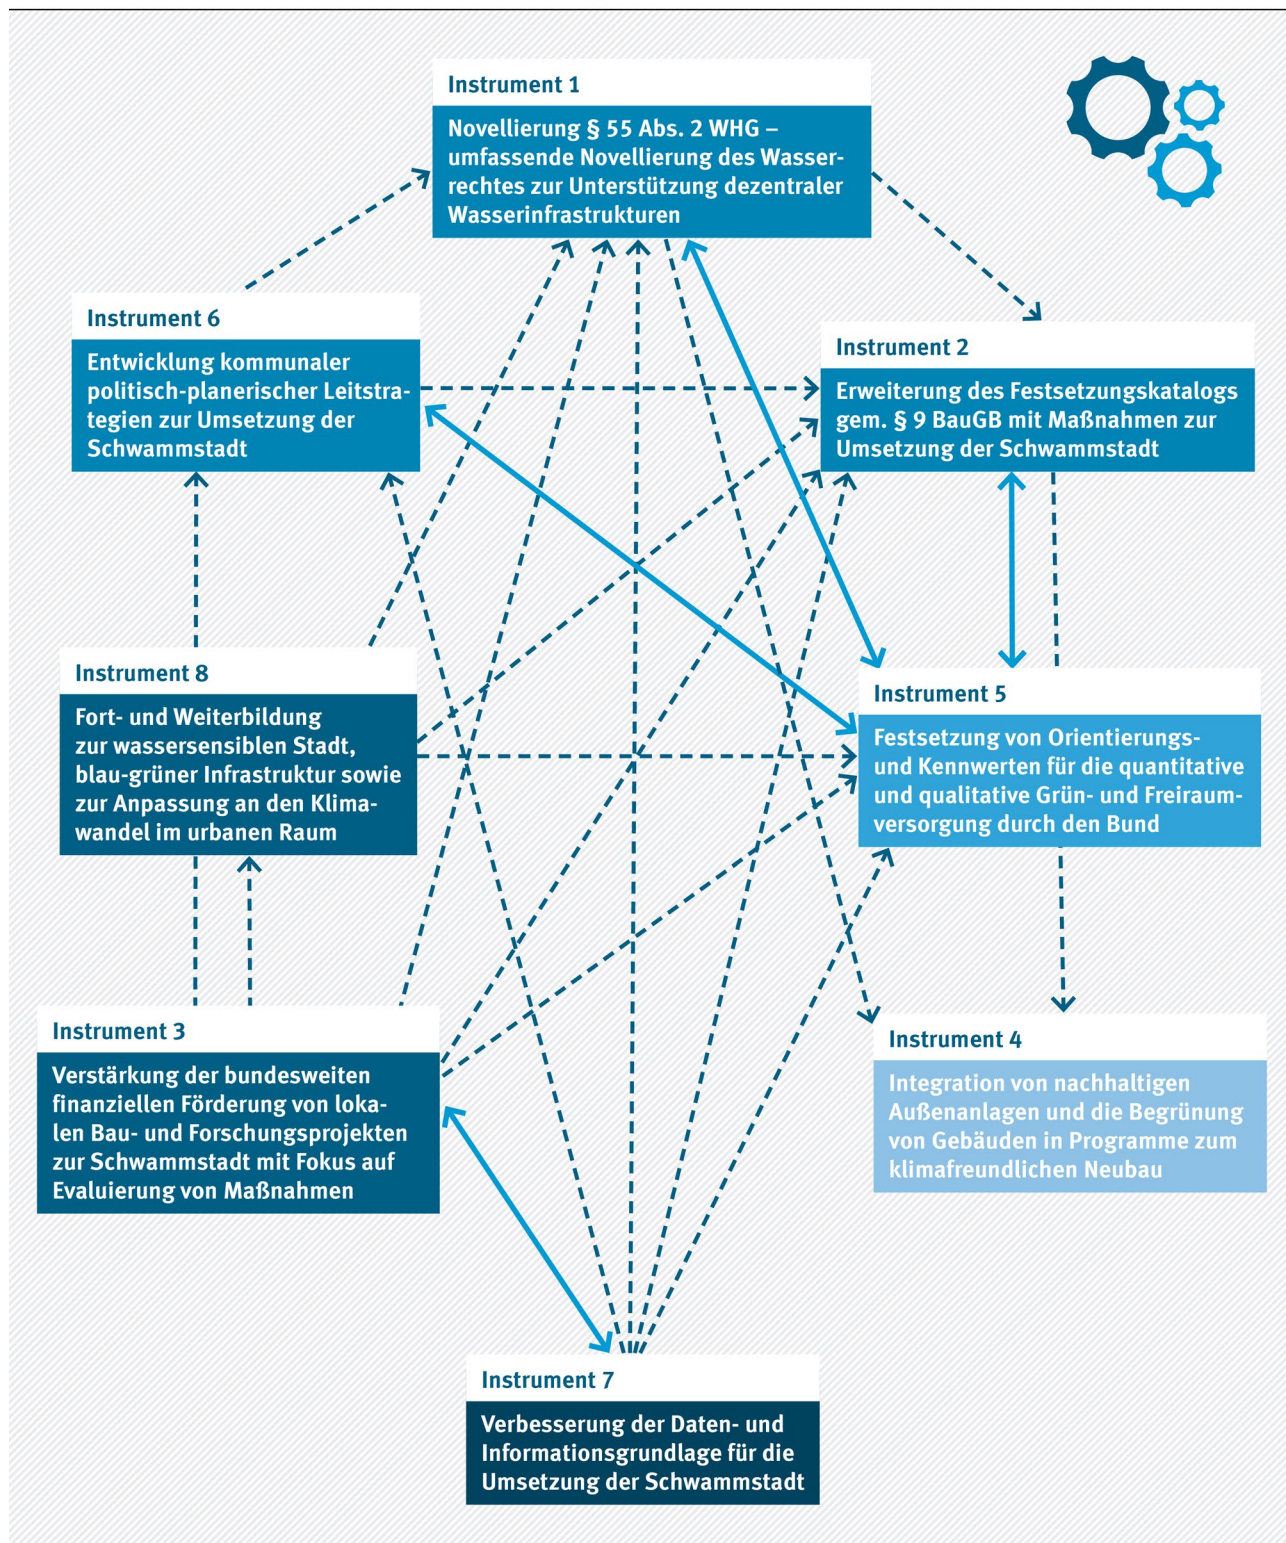 Instrument 1
Novellierung § 55 Abs. 2 WHG –
umfassende Novellierung des Wasser-
rechtes zur Unterstützung dezentraler
Wasserinfrastrukturen
Instrument 6
Entwicklung kommunaler
politisch-planerischer Leitstra-
tegien zur Umsetzung der
Schwammstadt
Instrument 2
Erweiterung des Festsetzungskatalogs
gem. § 9 BauGB mit Maßnahmen zur
Umsetzung der Schwammstadt
Instrument 8
Fort- und Weiterbildung
zur wassersensiblen Stadt,
blau-grüner Infrastruktur sowie
zur Anpassung an den Klima-
wandel im urbanen Raum
Instrument 5
Festsetzung von Orientierungs-
und Kennwerten für die quantitative
und qualitative Grün- und Freiraum-
versorgung durch den Bund
Instrument 3
Verstärkung der bundesweiten
finanziellen Förderung von loka-
len Bau- und Forschungsprojekten
zur Schwammstadt mit Fokus auf
Evaluierung von Maßnahmen
Instrument 4
Integration von nachhaltigen
Außenanlagen und die Begrünung
von Gebäuden in Programme zum
klimafreundlichen Neubau
Instrument 7
Verbesserung der Daten- und
Informationsgrundlage für die
Umsetzung der Schwammstadt